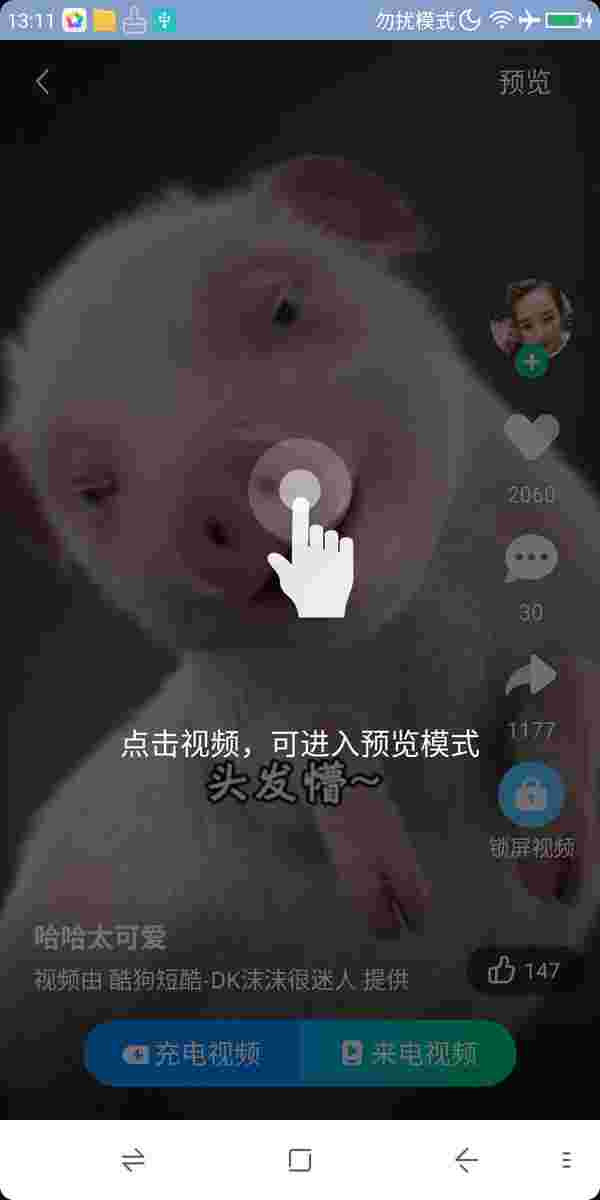 13:11
勿扰模式
预览
2060
30
1177
点击视频，可进入预览模式
头发懵~
锁屏视频
哈哈太可爱
视频由 酷狗短酷-DK沫沫很迷人 提供
147
充电视频
来电视频